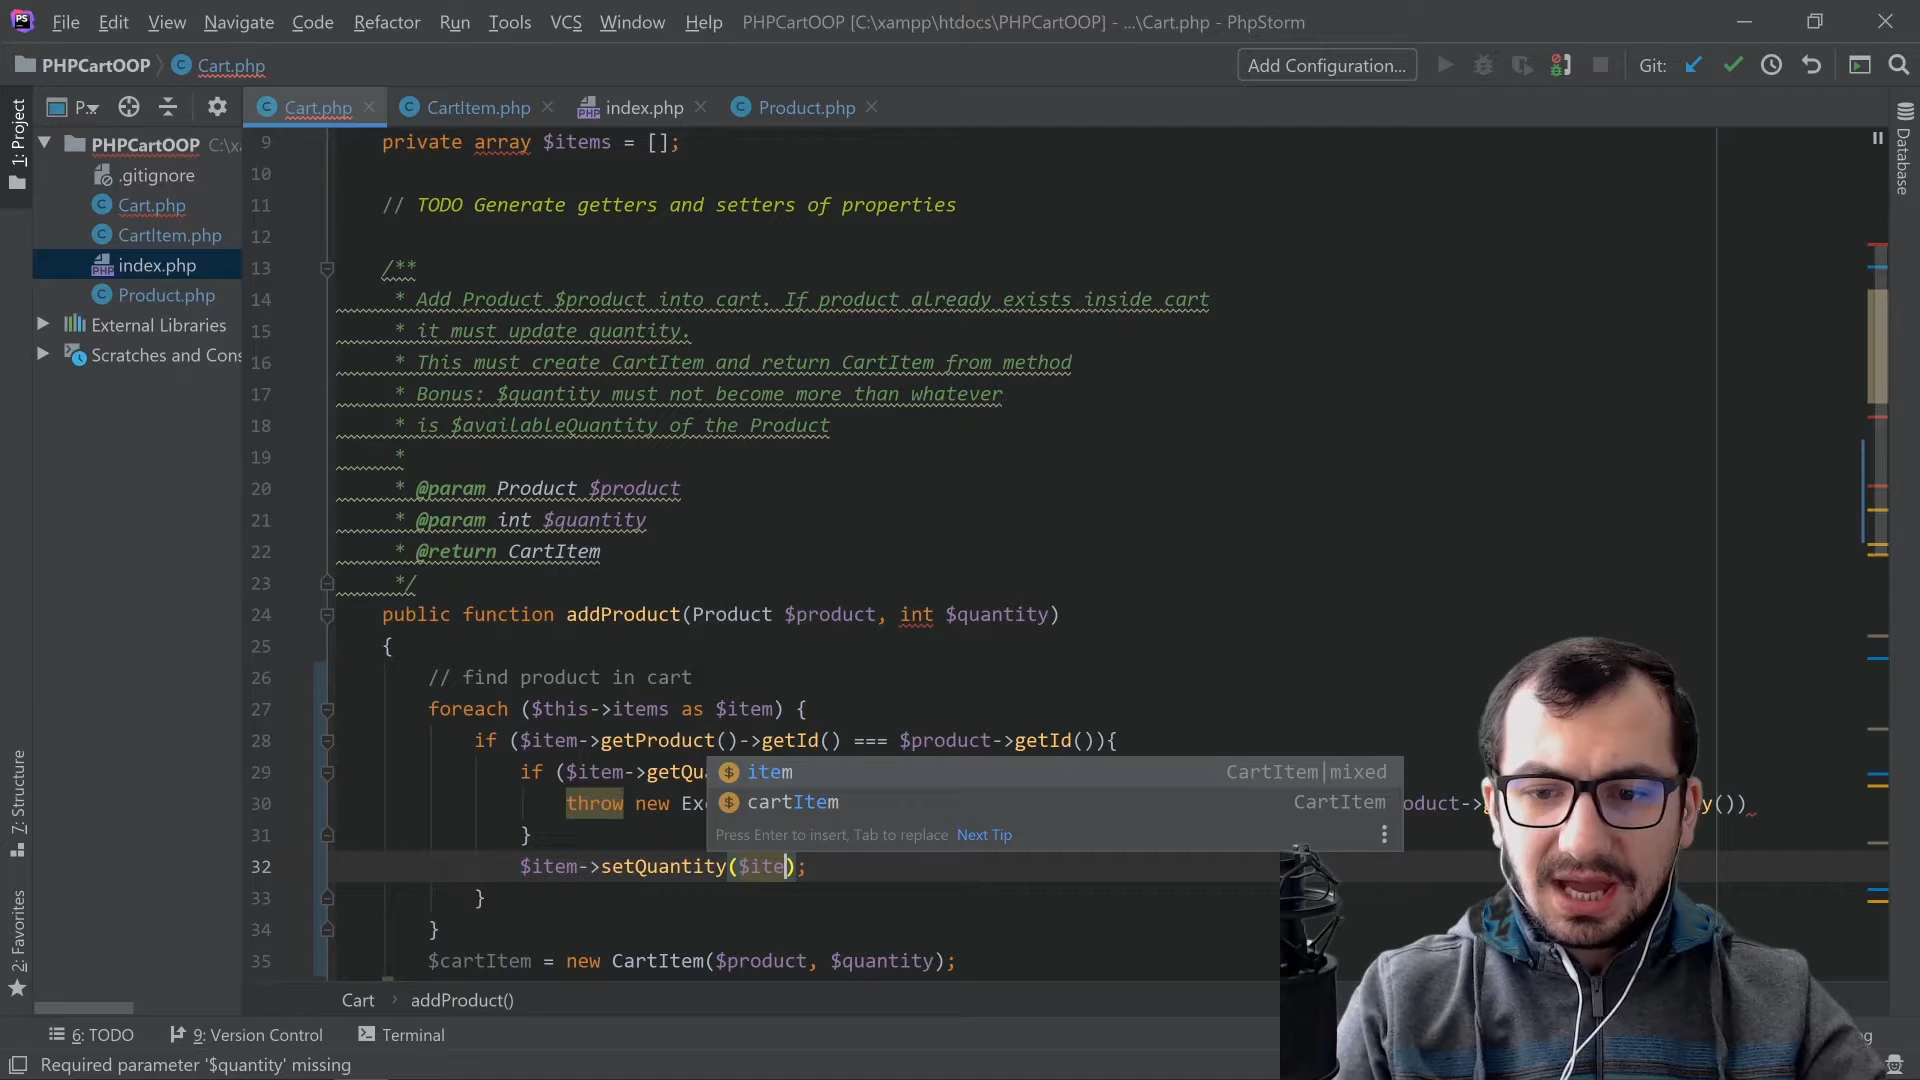 File Edit View Navigate Code Refactor Run Tools VCS Window Help PHPCartOOP [C:\xampp\htdocs\PHPCartOOP] - ...\Cart.php - PhpStorm
PHPCartOOP Cart.php Add Configuration... Git:
P... Cart.php CartItem.php index.php Product.php
1: Project
PHPCartOOP
.gitignore
Cart.php
CartItem.php
index.php
Product.php
External Libraries
Scratches and Cons
7: Structure
2: Favorites
Database
9 private array $items = [];
10
11 // TODO Generate getters and setters of properties
12
13 /**
14 * Add Product $product into cart. If product already exists inside cart
15 * it must update quantity.
16 * This must create CartItem and return CartItem from method
17 * Bonus: $quantity must not become more than whatever
18 * is $availableQuantity of the Product
19 *
20 * @param Product $product
21 * @param int $quantity
22 * @return CartItem
23 */
24 public function addProduct(Product $product, int $quantity)
25 {
26 // find product in cart
27 foreach ($this->items as $item) {
28 if ($item->getProduct()->getId() === $product->getId()){
29 if ($item->getQu
item CartItem|mixed
30 throw new Exc
cartItem CartItem
oduct-> y())
31 }
Press Enter to insert, Tab to replace Next Tip
32 $item->setQuantity($ite);
33 }
34 }
35 $cartItem = new CartItem($product, $quantity);
Cart addProduct()
6: TODO 9: Version Control Terminal
Required parameter '$quantity' missing